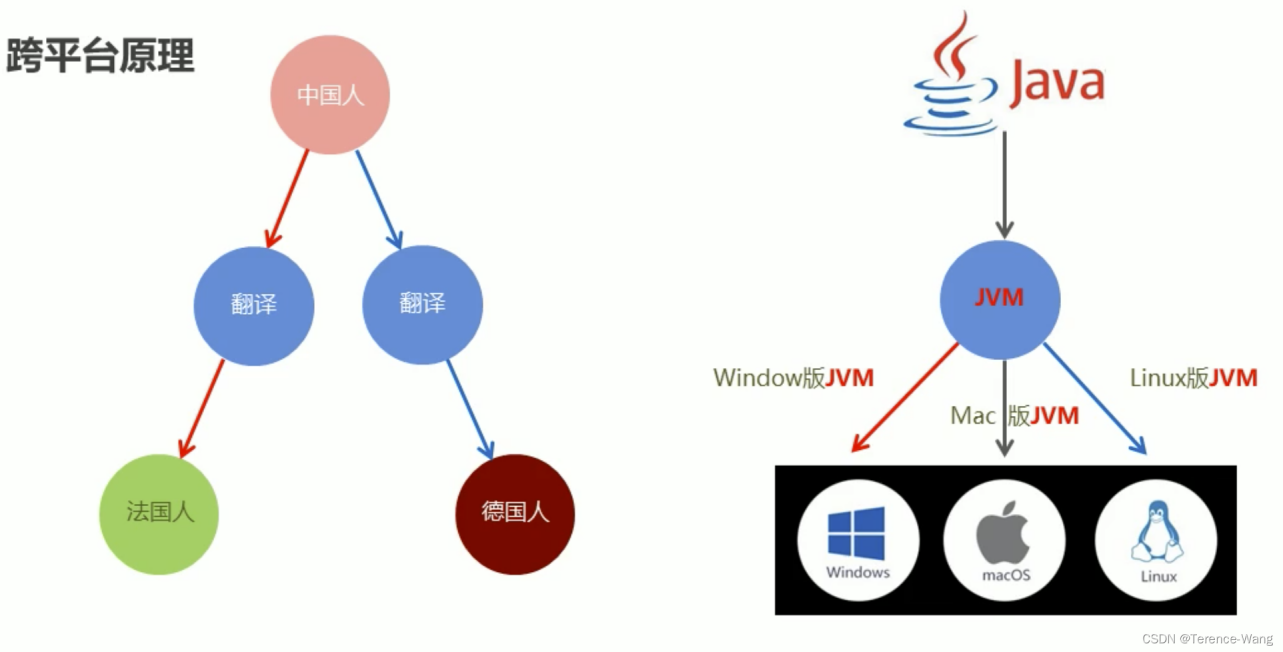 跨平台原理
中国人
翻译
翻译
法国人
德国人
Java
JVM
Window版JVM
Mac 版JVM
Linux版JVM
Windows
macOS
Linux
CSDN @Terence-Wang